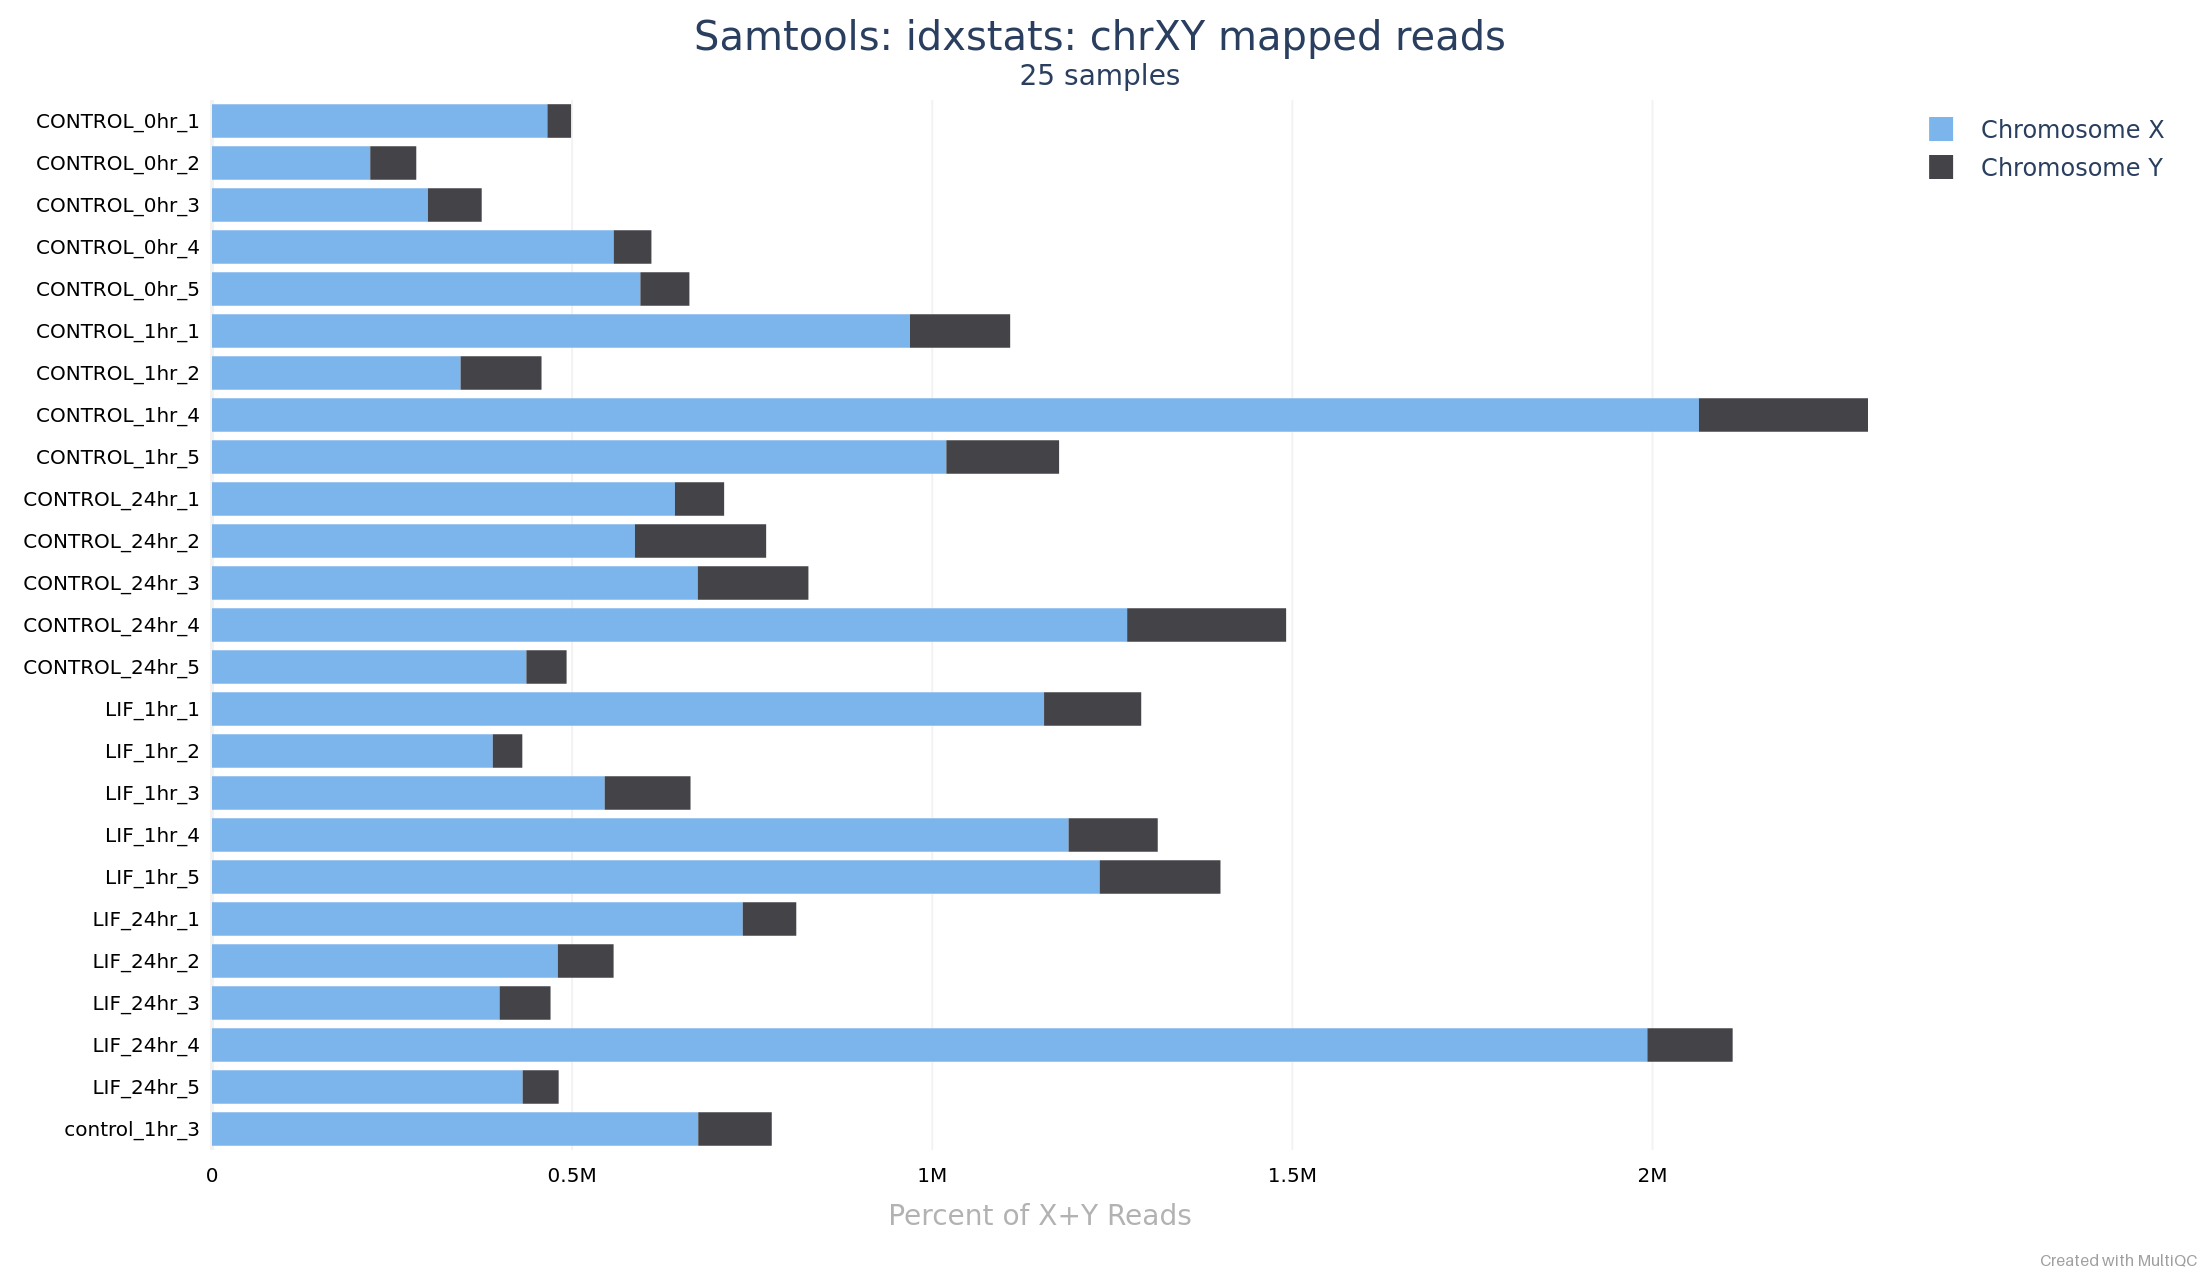 Samtools: idxstats: chrXY mapped reads
25 samples
Chromosome X
Chromosome Y
CONTROL_0hr_1
CONTROL_0hr_2
CONTROL_0hr_3
CONTROL_0hr_4
CONTROL_0hr_5
CONTROL_1hr_1
CONTROL_1hr_2
CONTROL_1hr_4
CONTROL_1hr_5
CONTROL_24hr_1
CONTROL_24hr_2
CONTROL_24hr_3
CONTROL_24hr_4
CONTROL_24hr_5
LIF_1hr_1
LIF_1hr_2
LIF_1hr_3
LIF_1hr_4
LIF_1hr_5
LIF_24hr_1
LIF_24hr_2
LIF_24hr_3
LIF_24hr_4
LIF_24hr_5
control_1hr_3
0 0.5M 1M 1.5M 2M
Percent of X+Y Reads
Created with MultiQC